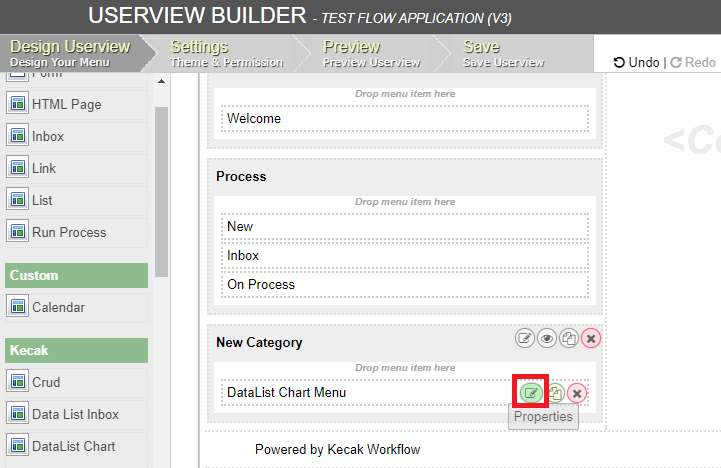 USERVIEW BUILDER - TEST FLOW APPLICATION (V3)
Design Userview
Design Your Menu
Settings
Theme & Permission
Preview
Preview Userview
Save
Save Userview
Undo | Redo
Form
HTML Page
Inbox
Link
List
Run Process
Custom
Calendar
Kecak
Crud
Data List Inbox
DataList Chart
Drop menu item here
Welcome
Process
Drop menu item here
New
Inbox
On Process
New Category
Drop menu item here
DataList Chart Menu
Properties
Powered by Kecak Workflow